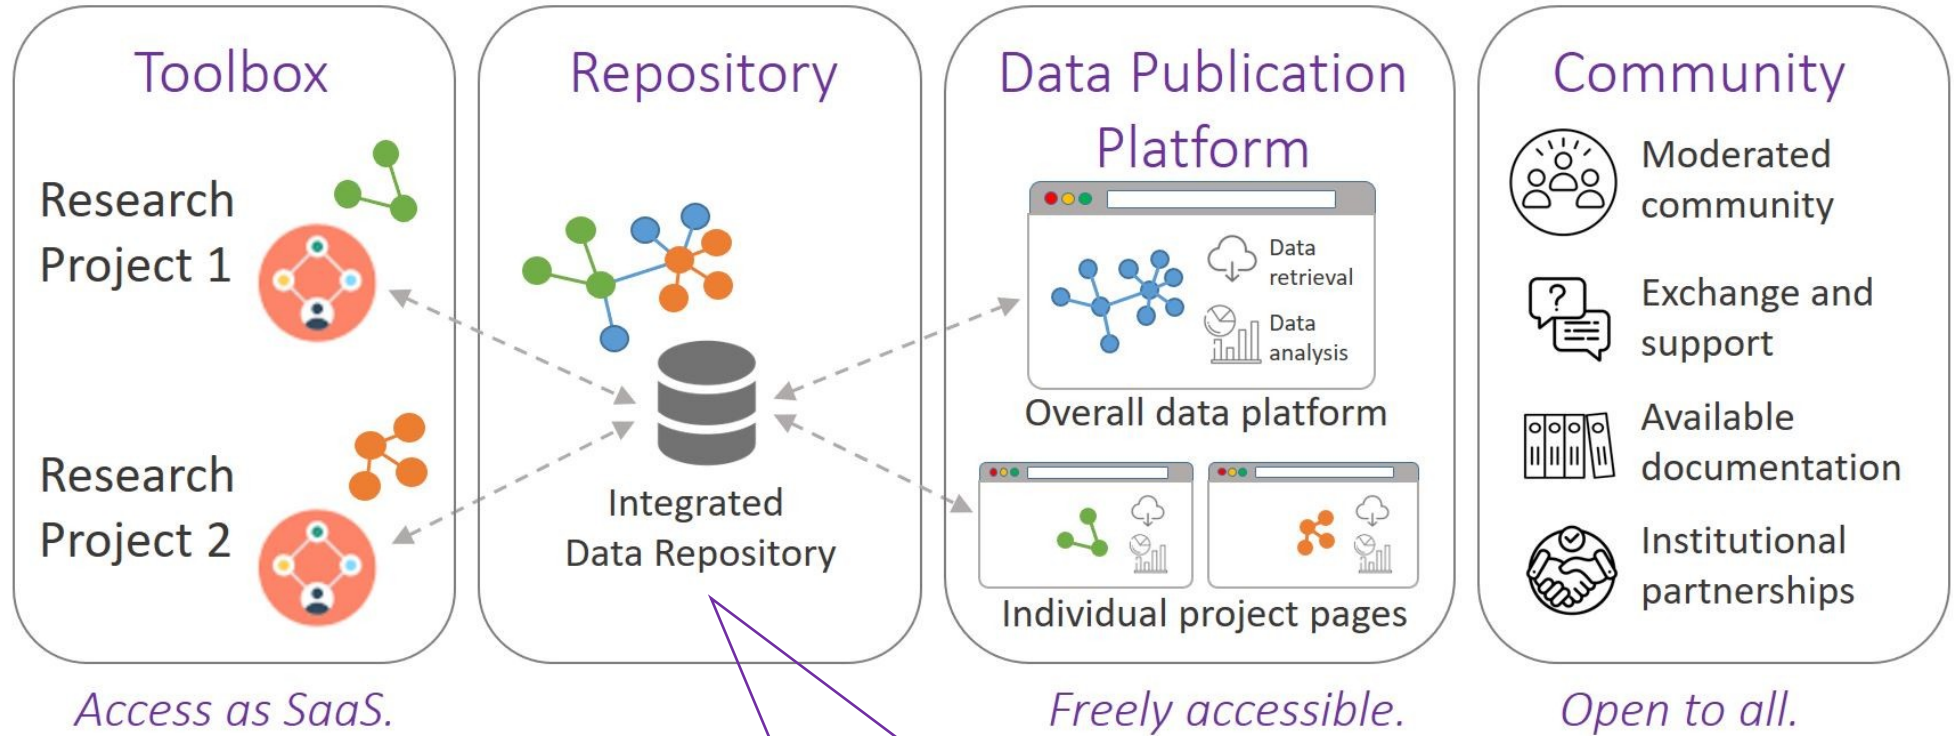 Toolbox
Research
Project 1
Research
Project 2
Access as SaaS.
Repository
Integrated
Data Repository
Data Publication
Platform
Data
retrieval
Data
analysis
Overall data platform
Individual project pages
Freely accessible.
Community
Moderated
community
?
Exchange and
support
Available
documentation
Institutional
partnerships
Open to all.